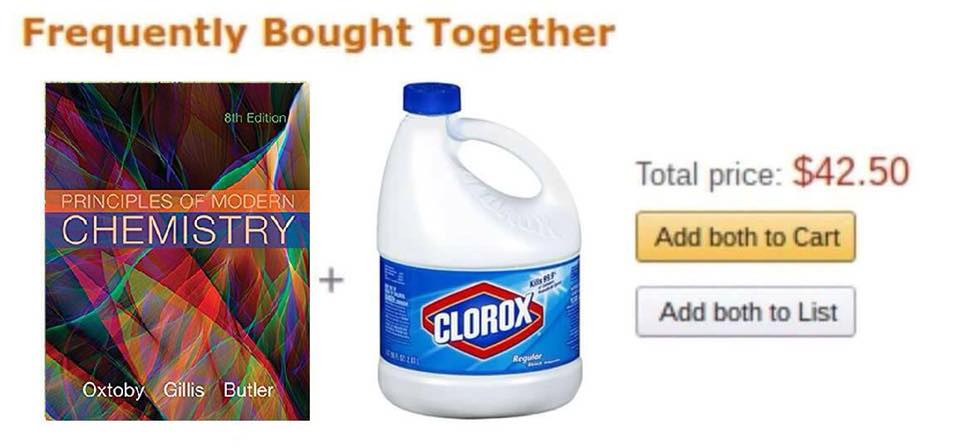 Frequently Bought Together
8th Edition
PRINCIPLES OF MODERN
CHEMISTRY
Oxtoby Gillis Butler
+
CLOROX
Regular
Total price: $42.50
Add both to Cart
Add both to List